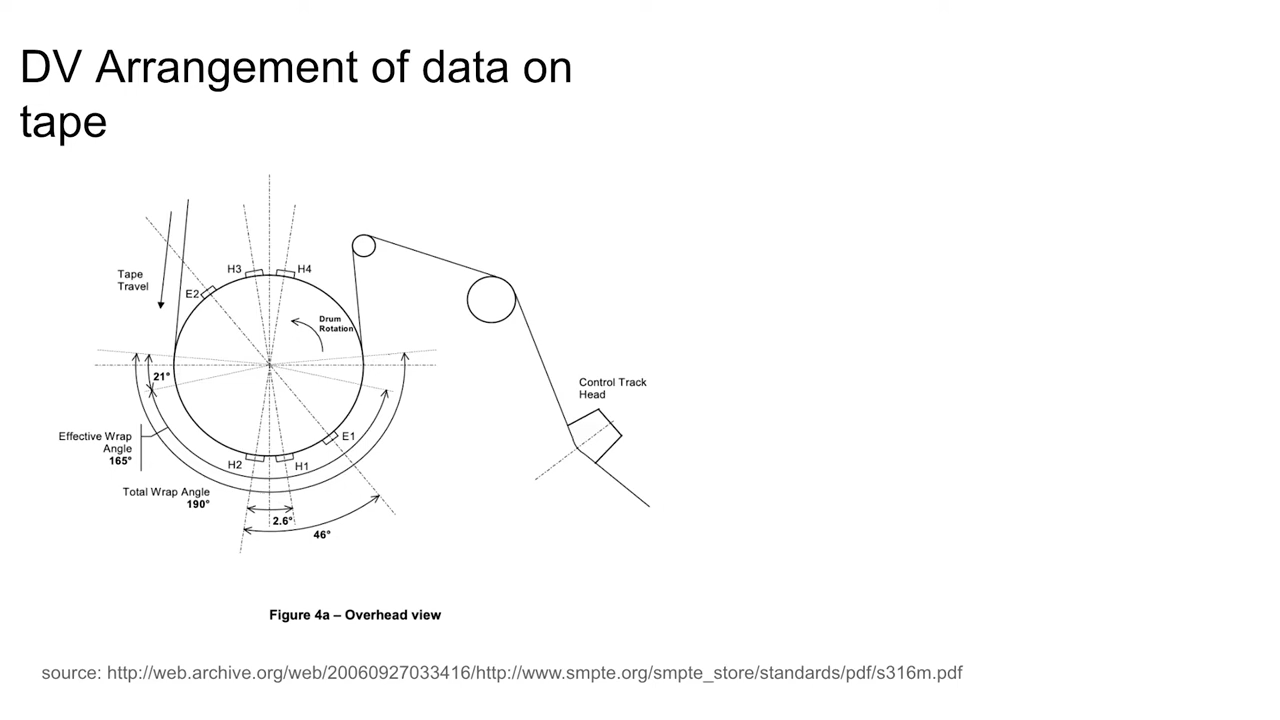 DV Arrangement of data on
tape
H3
H4
Tape
Travel
E2
Drum
Rotation
21°
Control Track
Head
Effective Wrap
Angle
165°
E1
H2
H1
Total Wrap Angle
190°
2.6°
46°
Figure 4a – Overhead view
source: http://web.archive.org/web/20060927033416/http://www.smpte.org/smpte_store/standards/pdf/s316m.pdf